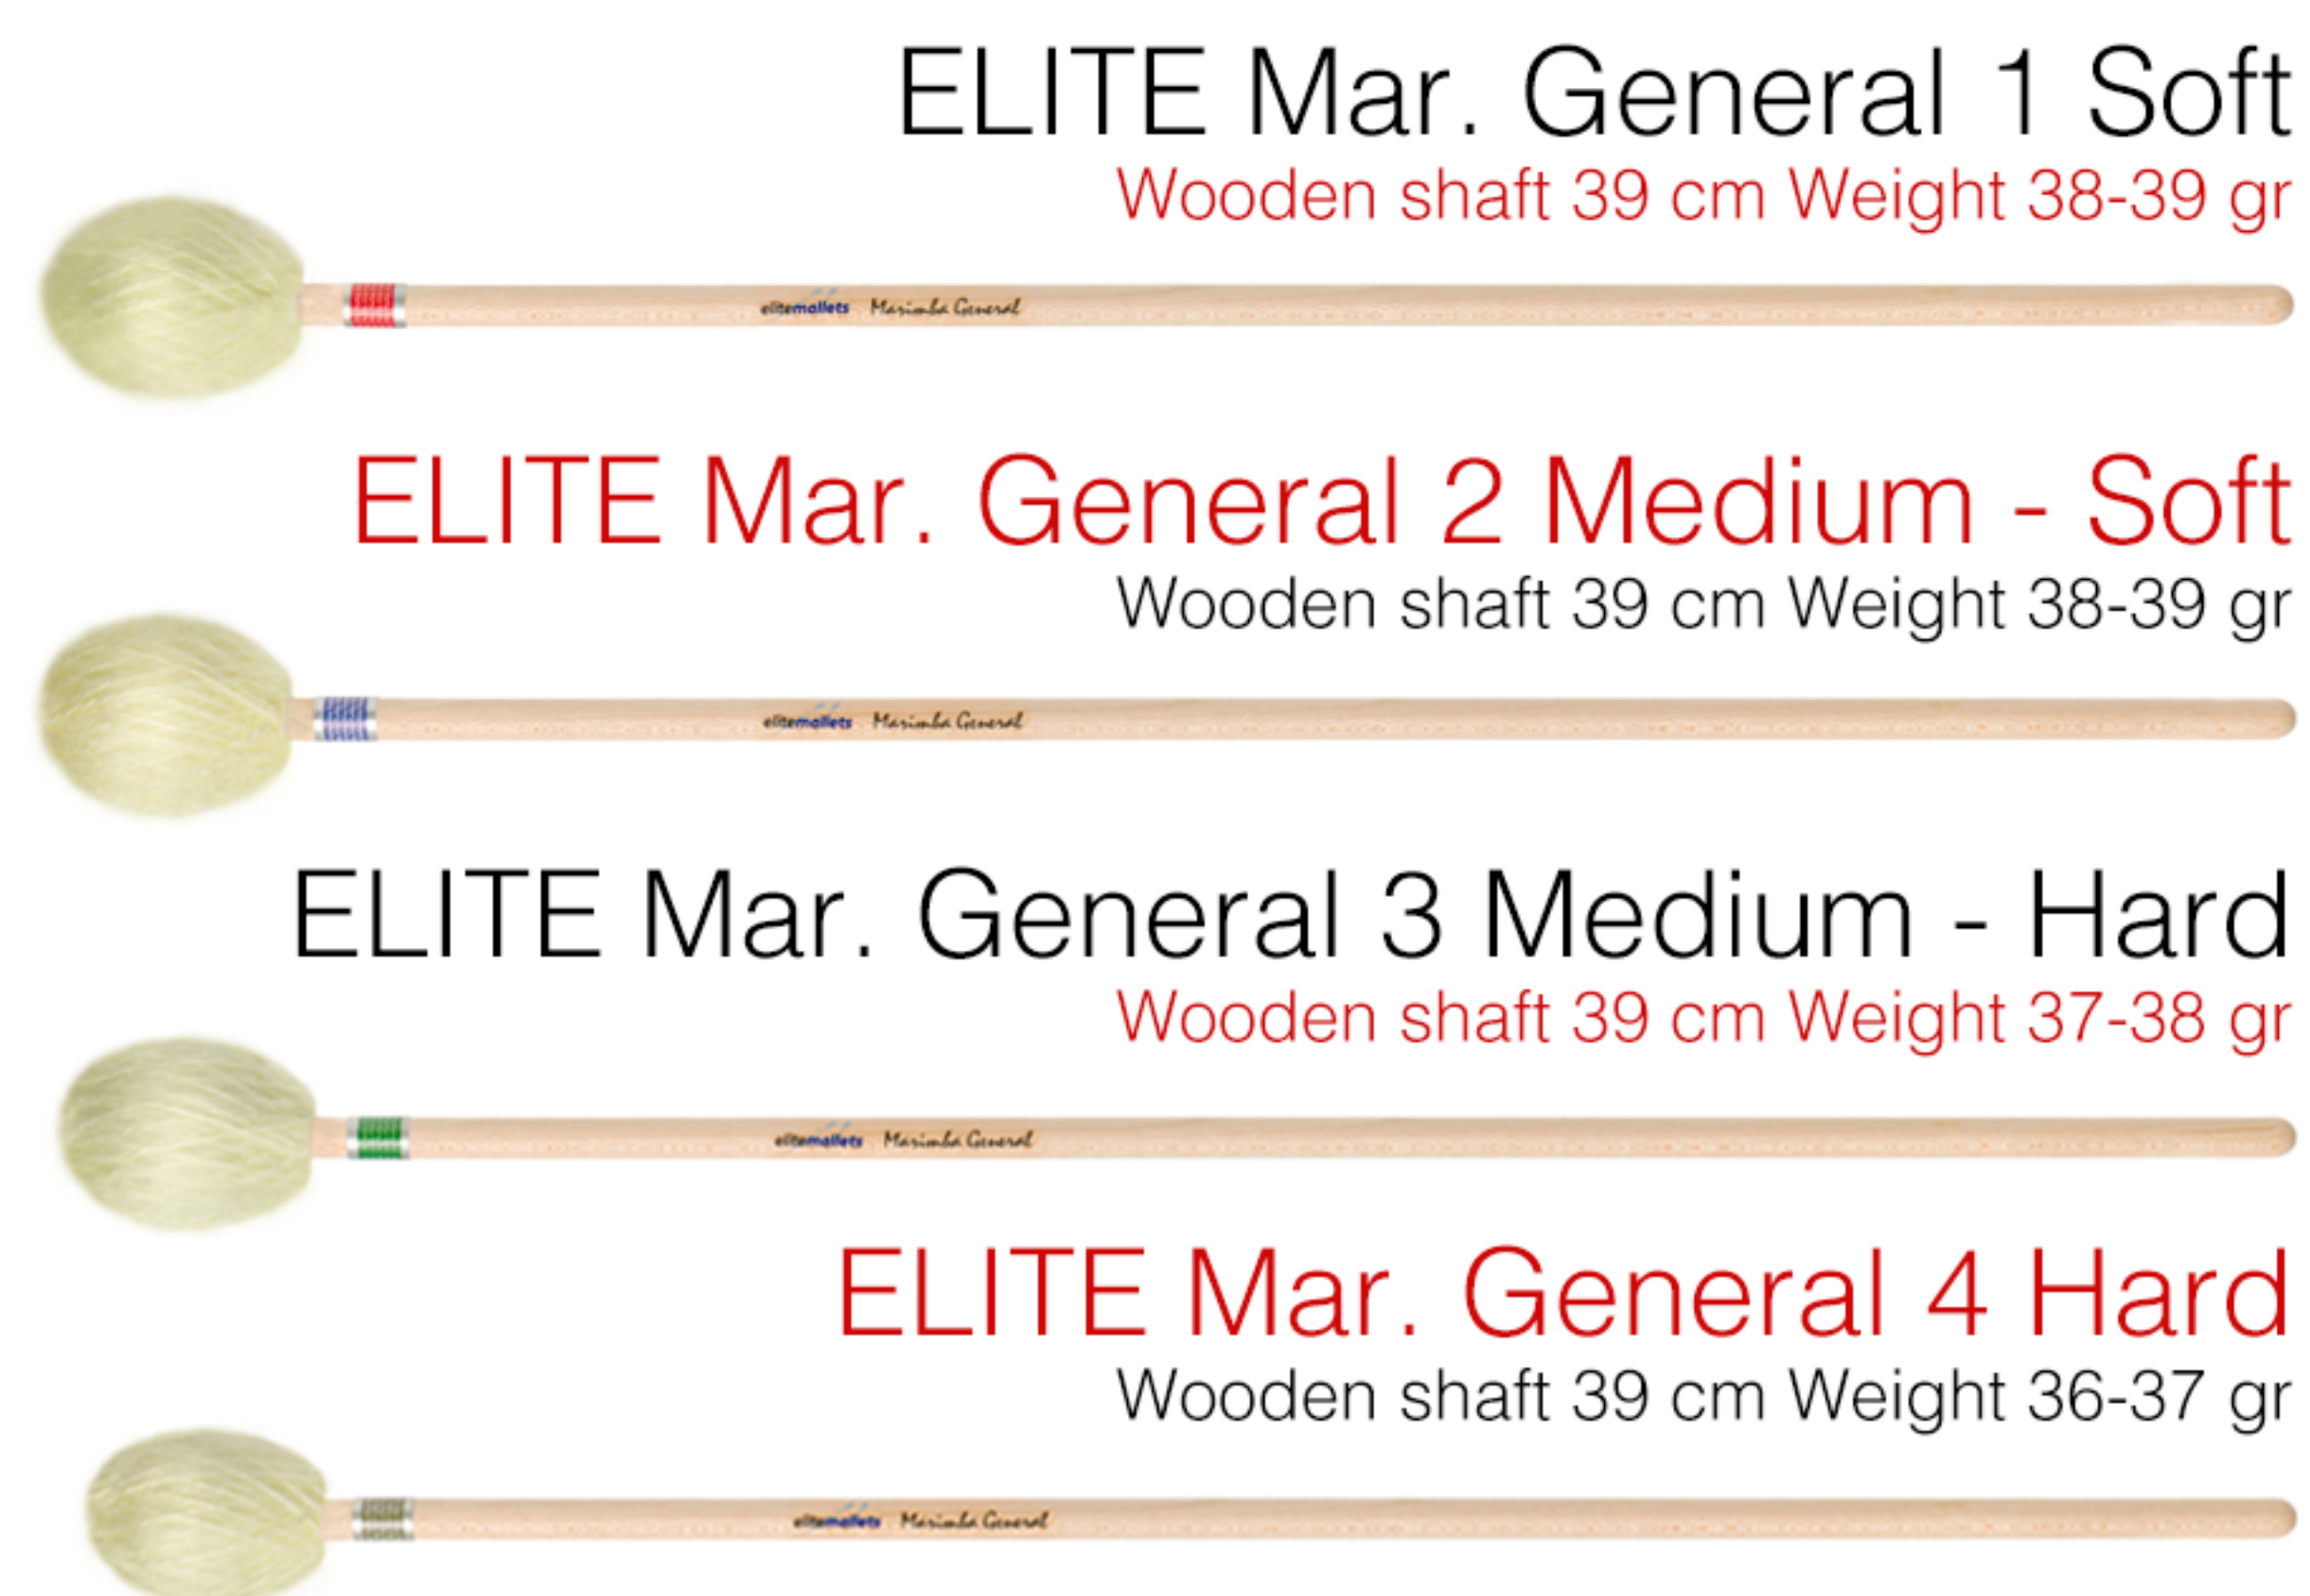 ELITE Mar. General 1 Soft
Wooden shaft 39 cm Weight 38-39 gr
elitemallets Marimba General
ELITE Mar. General 2 Medium - Soft
Wooden shaft 39 cm Weight 38-39 gr
elitemallets Marimba General
ELITE Mar. General 3 Medium - Hard
Wooden shaft 39 cm Weight 37-38 gr
elitemallets Marimba General
ELITE Mar. General 4 Hard
Wooden shaft 39 cm Weight 36-37 gr
elitemallets Marimba General